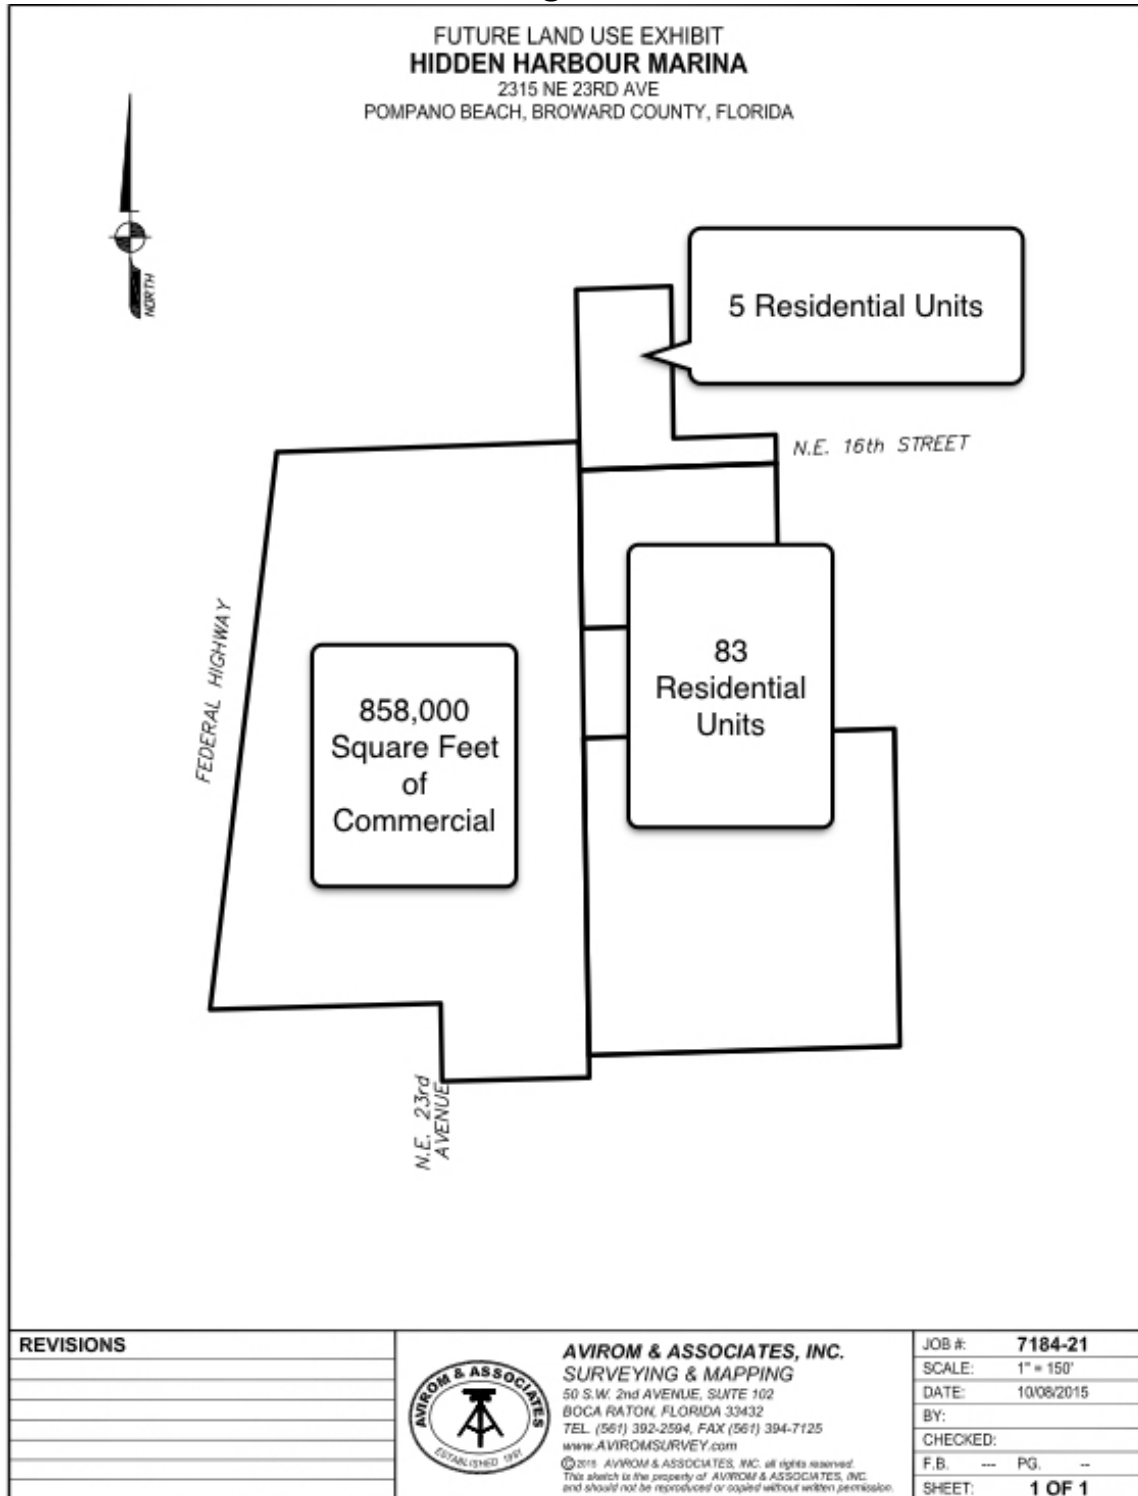 FUTURE LAND USE EXHIBIT
HIDDEN HARBOUR MARINA
2315 NE 23RD AVE
POMPANO BEACH, BROWARD COUNTY, FLORIDA
NORTH
5 Residential Units
N.E. 16th STREET
FEDERAL HIGHWAY
83
Residential
Units
858,000
Square Feet
of
Commercial
N.E. 23rd
AVENUE
REVISIONS
AVIROM & ASSOCIATES
ESTABLISHED 1981
AVIROM & ASSOCIATES, INC.
SURVEYING & MAPPING
50 S.W. 2nd AVENUE, SUITE 102
BOCA RATON, FLORIDA 33432
TEL. (561) 392-2594, FAX (561) 394-7125
www.AVIROMSURVEY.com
©2015 AVIROM & ASSOCIATES, INC. all rights reserved.
This sketch is the property of AVIROM & ASSOCIATES, INC.
and should not be reproduced or copied without written permission.
JOB #: 7184-21
SCALE: 1" = 150'
DATE: 10/08/2015
BY:
CHECKED:
F.B. --- PG. --
SHEET: 1 OF 1